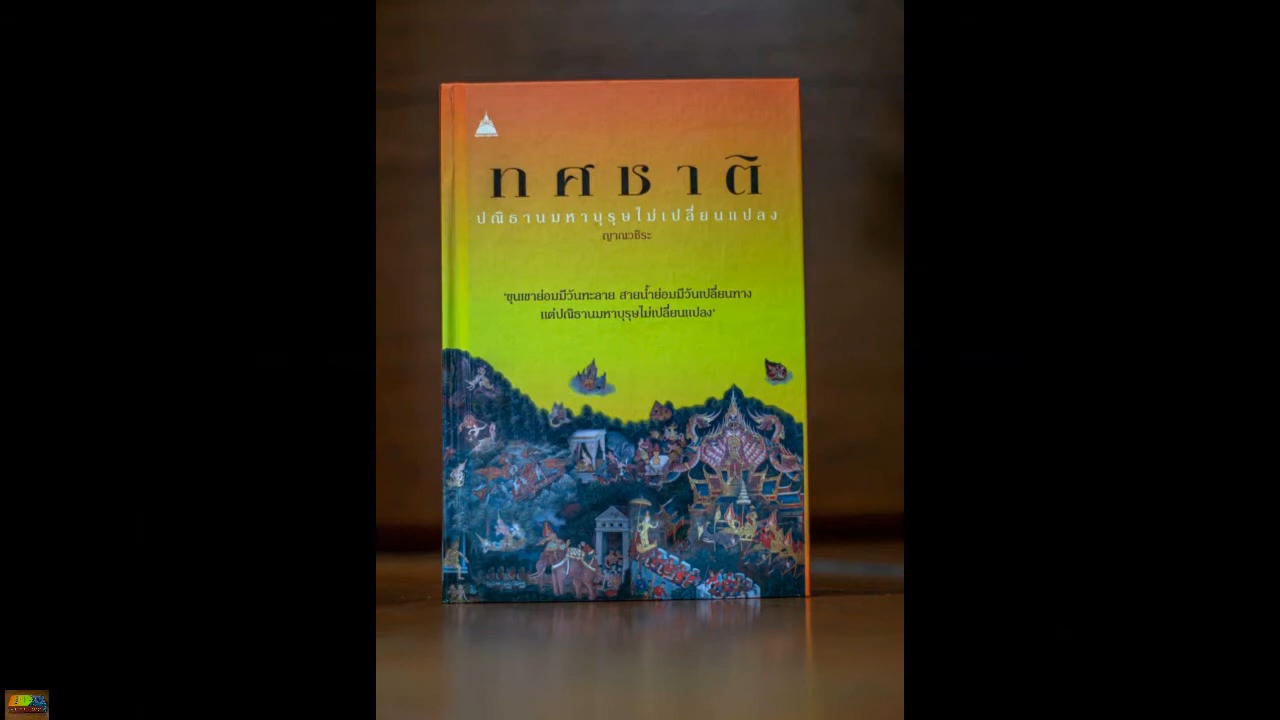 ทศชาติ
ปณิธานมหาบุรุษไม่เปลี่ยนแปลง
ญาณวชิระ
'ขุนเขาย่อมมีวันทะลาย สายน้ำย่อมมีวันเปลี่ยนทาง
แต่ปณิธานมหาบุรุษไม่เปลี่ยนแปลง'